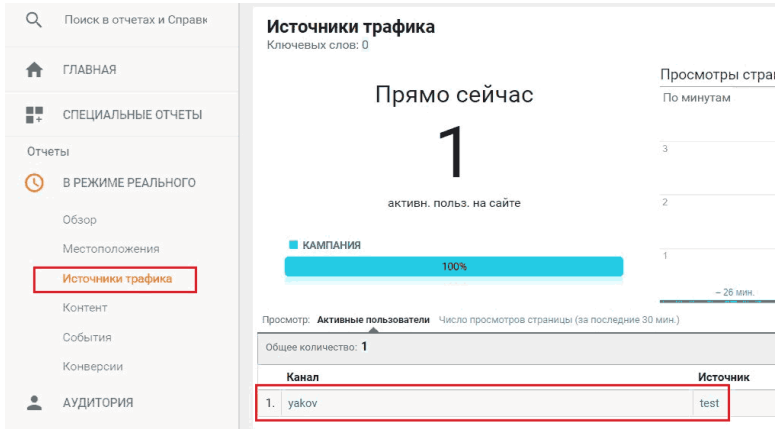 Поиск в отчетах и Справк
ГЛАВНАЯ
СПЕЦИАЛЬНЫЕ ОТЧЕТЫ
Отчеты
В РЕЖИМЕ РЕАЛЬНОГО
Обзор
Местоположения
Источники трафика
Контент
События
Конверсии
АУДИТОРИЯ
Источники трафика
Ключевых слов: 0
Прямо сейчас
1
активн. польз. на сайте
КАМПАНИЯ
100%
Просмотры стра
По минутам
3
2
1
– 26 мин.
Просмотр: Активные пользователи Число просмотров страницы (за последние 30 мин.)
Общее количество: 1
Канал Источник
1. yakov test